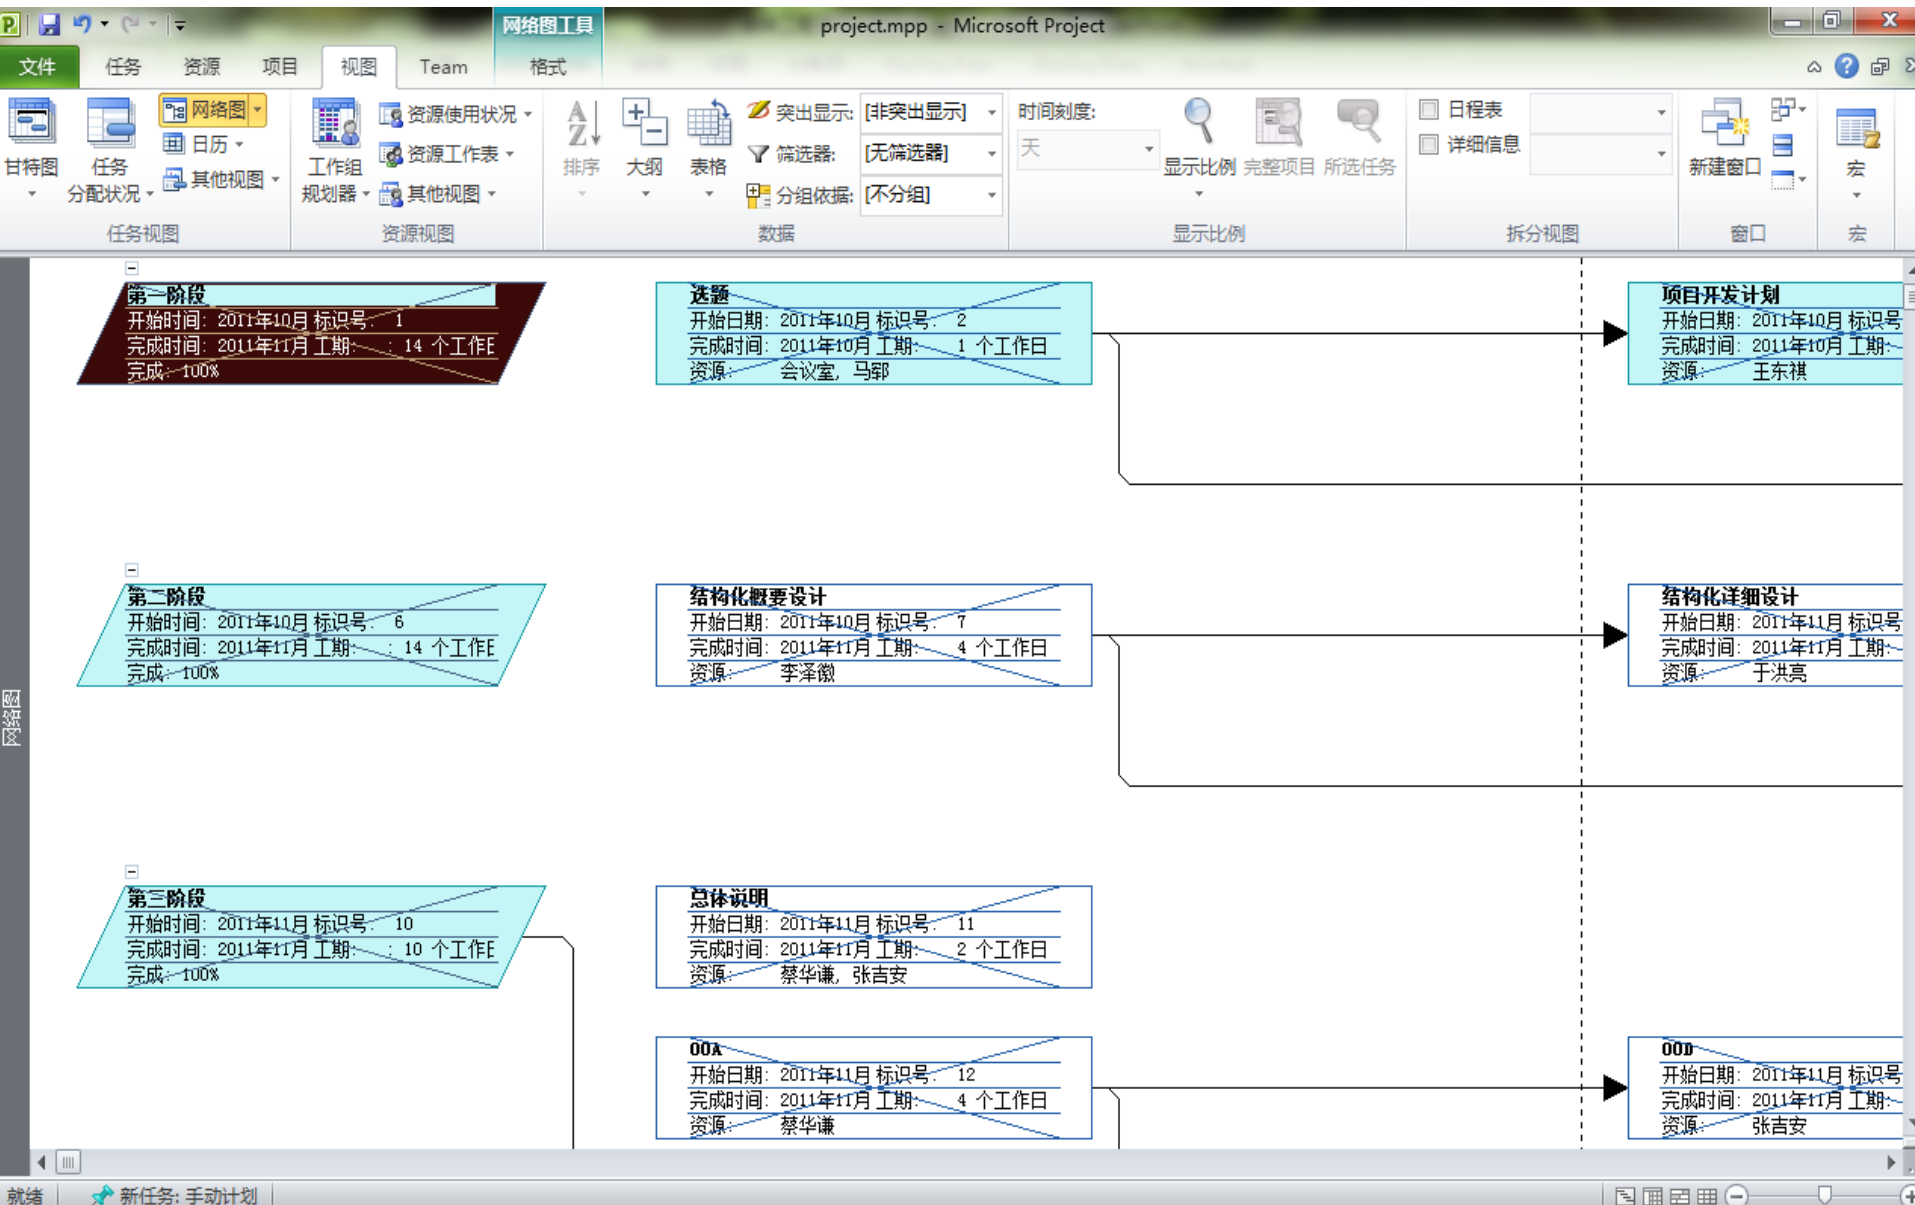 网络图工具
project.mpp - Microsoft Project
文件 任务 资源 项目 视图 Team 格式
甘特图
任务
分配状况
网络图
日历
其他视图
任务视图
工作组
规划器
资源使用状况
资源工作表
其他视图
资源视图
排序
大纲
表格
突出显示: [非突出显示]
筛选器: [无筛选器]
分组依据: [不分组]
数据
时间刻度:
天
显示比例 完整项目 所选任务
显示比例
日程表
详细信息
拆分视图
新建窗口
窗口
宏
宏
第一阶段
开始时间: 2011年10月 标识号: 1
完成时间: 2011年11月 工期: : 14 个工作日
完成: 100%
选题
开始日期: 2011年10月 标识号: 2
完成时间: 2011年10月 工期: 1 个工作日
资源: 会议室, 马郓
项目开发计划
开始日期: 2011年10月 标识号
完成时间: 2011年10月 工期:
资源: 王东祺
第二阶段
开始时间: 2011年10月 标识号: 6
完成时间: 2011年11月 工期: : 14 个工作日
完成: 100%
结构化概要设计
开始日期: 2011年10月 标识号: 7
完成时间: 2011年11月 工期: 4 个工作日
资源: 李泽徽
结构化详细设计
开始日期: 2011年11月 标识号
完成时间: 2011年11月 工期:
资源: 于洪亮
网络图
第三阶段
开始时间: 2011年11月 标识号: 10
完成时间: 2011年11月 工期: : 10 个工作日
完成: 100%
总体说明
开始日期: 2011年11月 标识号: 11
完成时间: 2011年11月 工期: 2 个工作日
资源: 蔡华谦, 张吉安
OOA
开始日期: 2011年11月 标识号: 12
完成时间: 2011年11月 工期: 4 个工作日
资源: 蔡华谦
OOD
开始日期: 2011年11月 标识号
完成时间: 2011年11月 工期:
资源: 张吉安
就绪 新任务: 手动计划